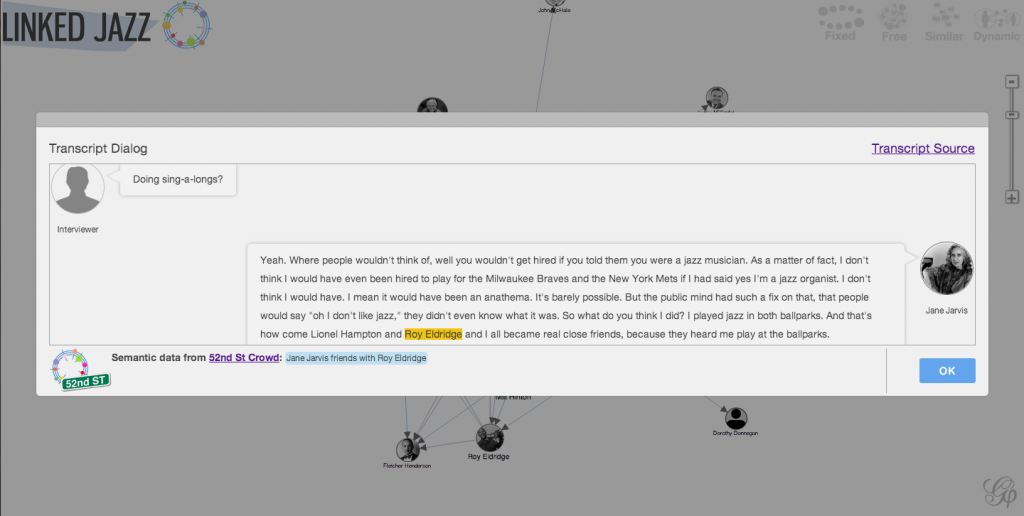 John McHale
LINKED JAZZ
Fixed
Free
Similar
Dynamic
Transcript Dialog
Transcript Source
Doing sing-a-longs?
Interviewer
Yeah. Where people wouldn't think of, well you wouldn't get hired if you told them you were a jazz musician. As a matter of fact, I don't
think I would have even been hired to play for the Milwaukee Braves and the New York Mets if I had said yes I'm a jazz organist. I don't
think I would have. I mean it would have been an anathema. It's barely possible. But the public mind had such a fix on that, that people
would say "oh I don't like jazz," they didn't even know what it was. So what do you think I did? I played jazz in both ballparks. And that's
how come Lionel Hampton and Roy Eldridge and I all became real close friends, because they heard me play at the ballparks.
Jane Jarvis
52nd ST
Semantic data from 52nd St Crowd: Jane Jarvis friends with Roy Eldridge
OK
Milt Hinton
Dorothy Donnegan
Roy Eldridge
Fletcher Henderson